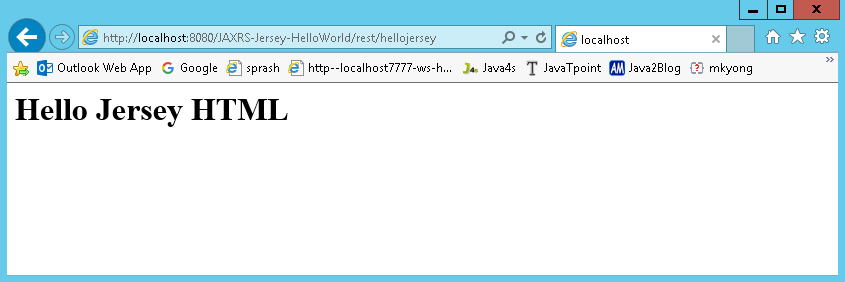 http://localhost:8080/JAXRS-Jersey-HelloWorld/rest/hellojersey
localhost
Outlook Web App Google sprash http--localhost7777-ws-h... Java4s JavaTpoint Java2Blog mkyong
Hello Jersey HTML